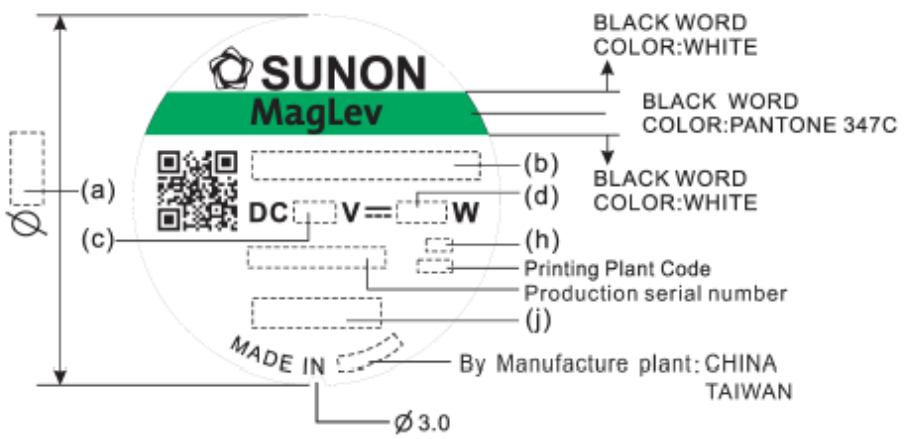 BLACK WORD
COLOR:WHITE
SUNON
MagLev
BLACK WORD
COLOR:PANTONE 347C
(b)
BLACK WORD
COLOR:WHITE
(a)
(d)
Ø
DC V⎓ W
(c)
(h)
Printing Plant Code
Production serial number
(j)
MADE IN
By Manufacture plant: CHINA
TAIWAN
Ø 3.0